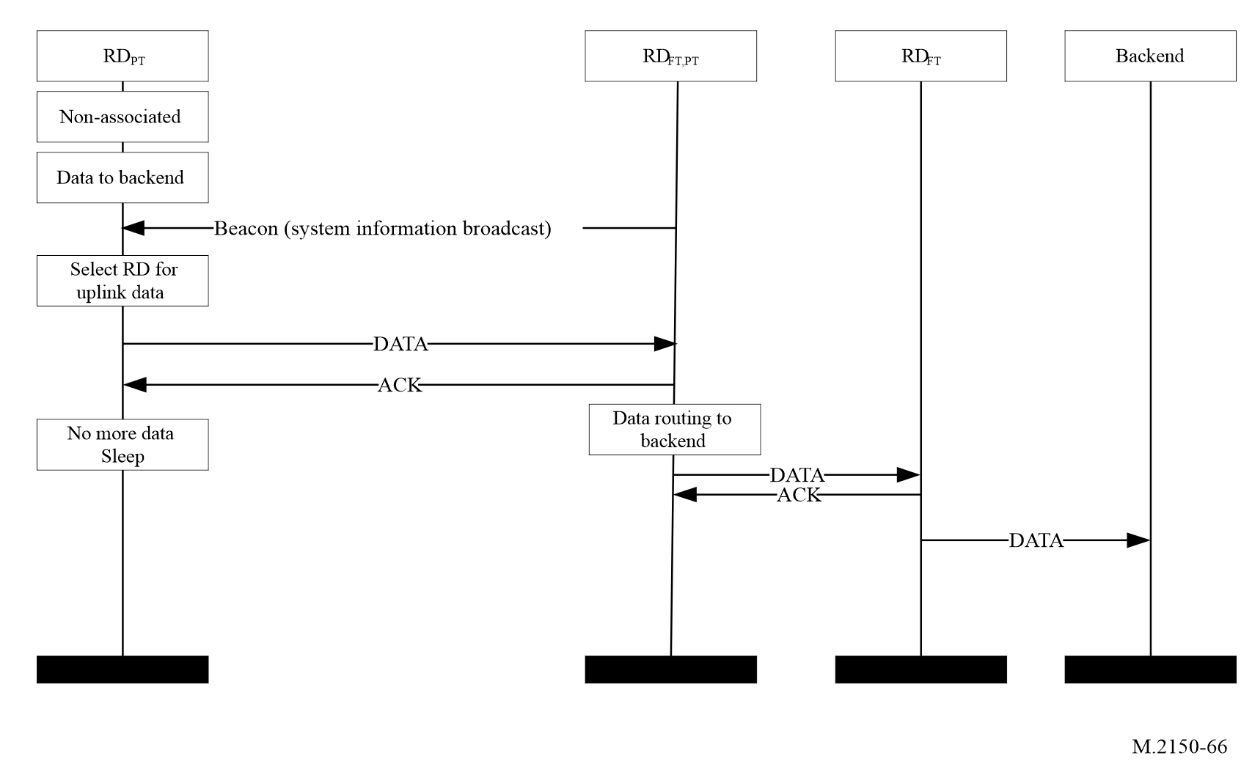 RDPT
RDFT,PT
RDFT
Backend
Non-associated
Data to backend
Beacon (system information broadcast)
Select RD for
uplink data
DATA
ACK
Data routing to
backend
No more data
Sleep
DATA
ACK
DATA
M.2150-66